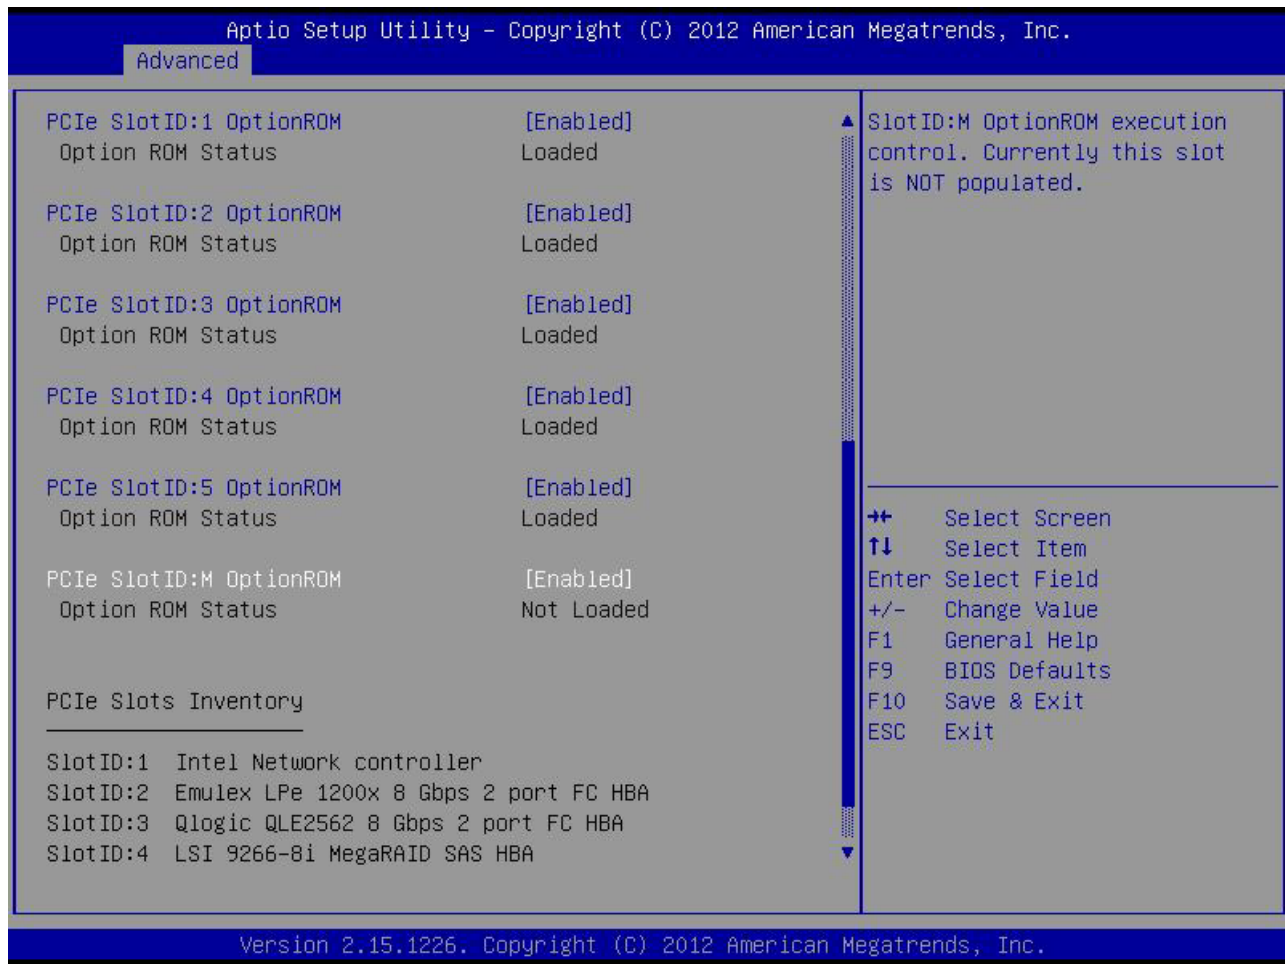 Aptio Setup Utility – Copyright (C) 2012 American Megatrends, Inc.
Advanced
PCIe SlotID:1 OptionROM [Enabled]
Option ROM Status Loaded
PCIe SlotID:2 OptionROM [Enabled]
Option ROM Status Loaded
PCIe SlotID:3 OptionROM [Enabled]
Option ROM Status Loaded
PCIe SlotID:4 OptionROM [Enabled]
Option ROM Status Loaded
PCIe SlotID:5 OptionROM [Enabled]
Option ROM Status Loaded
PCIe SlotID:M OptionROM [Enabled]
Option ROM Status Not Loaded
PCIe Slots Inventory
SlotID:1 Intel Network controller
SlotID:2 Emulex LPe 1200x 8 Gbps 2 port FC HBA
SlotID:3 Qlogic QLE2562 8 Gbps 2 port FC HBA
SlotID:4 LSI 9266-8i MegaRAID SAS HBA
SlotID:M OptionROM execution
control. Currently this slot
is NOT populated.
→← Select Screen
↑↓ Select Item
Enter Select Field
+/- Change Value
F1 General Help
F9 BIOS Defaults
F10 Save & Exit
ESC Exit
Version 2.15.1226. Copyright (C) 2012 American Megatrends, Inc.